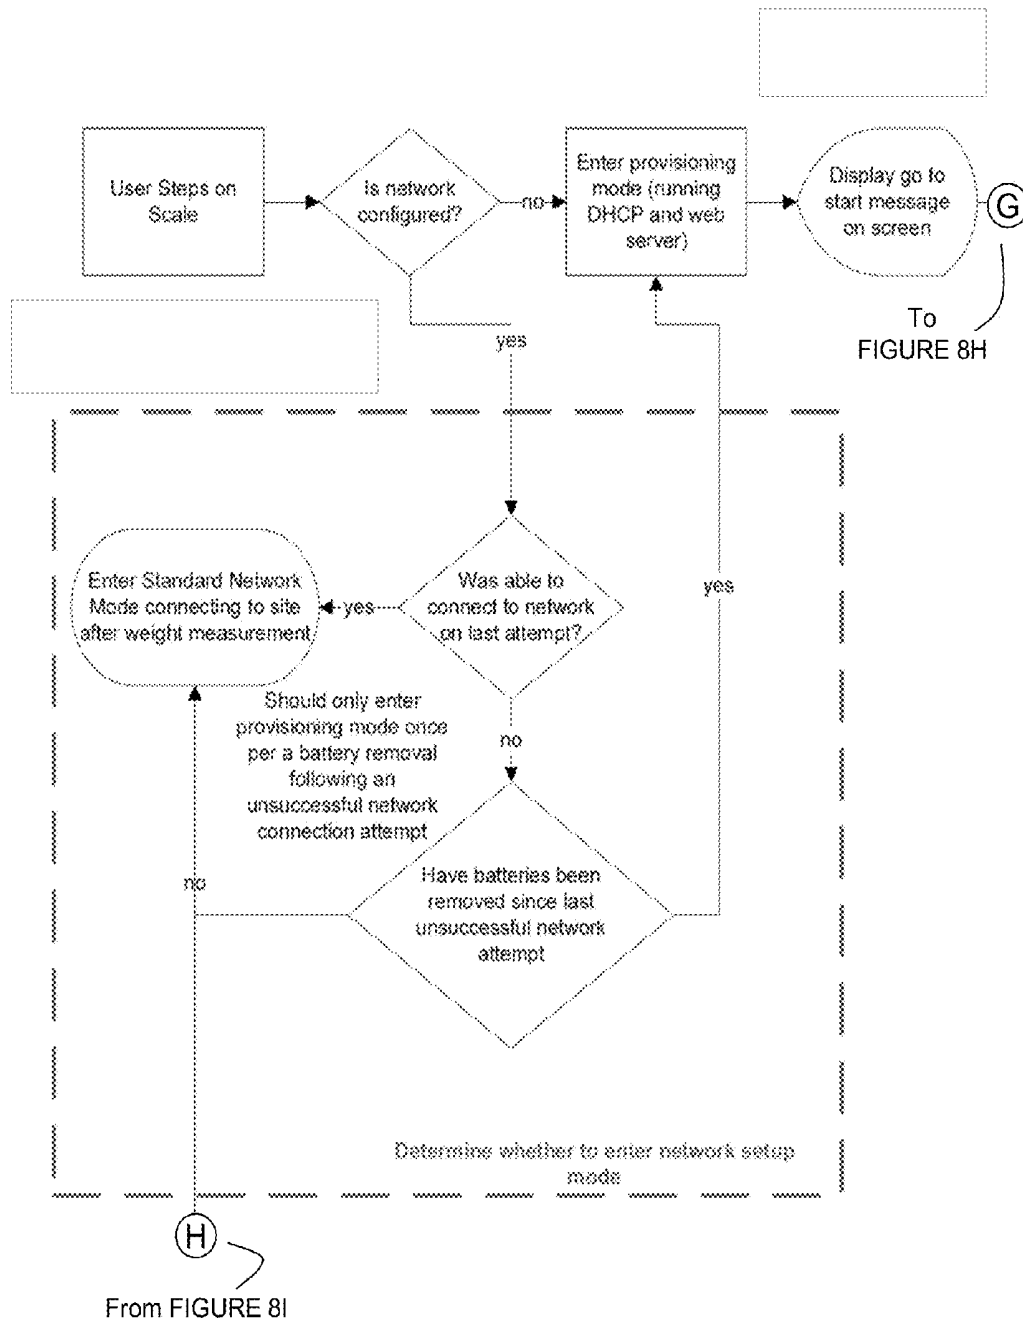 User Steps on
Scale
Is network
configured?
no
Enter provisioning
mode (running
DHCP and web
server)
Display go to
start message
on screen
G
To
FIGURE 8H
yes
Enter Standard Network
Mode connecting to site
after weight measurement
yes
Was able to
connect to network
on last attempt?
yes
Should only enter
provisioning mode once
per a battery removal
following an
unsuccessful network
connection attempt
no
Have batteries been
removed since last
unsuccessful network
attempt
no
Determine whether to enter network setup
mode
H
From FIGURE 8I